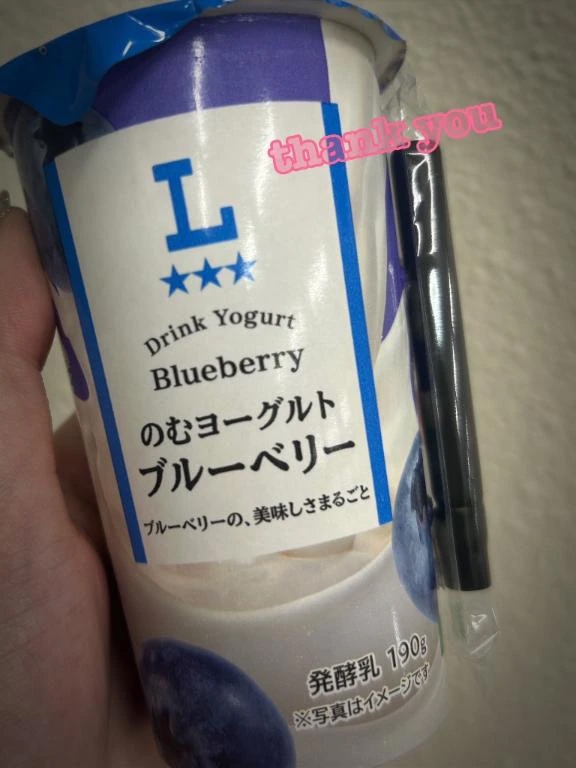 thank you
L
★★★
Drink Yogurt
Blueberry
のむヨーグルト
ブルーベリー
ブルーベリーの、美味しさまるごと
発酵乳 190g
※写真はイメージです